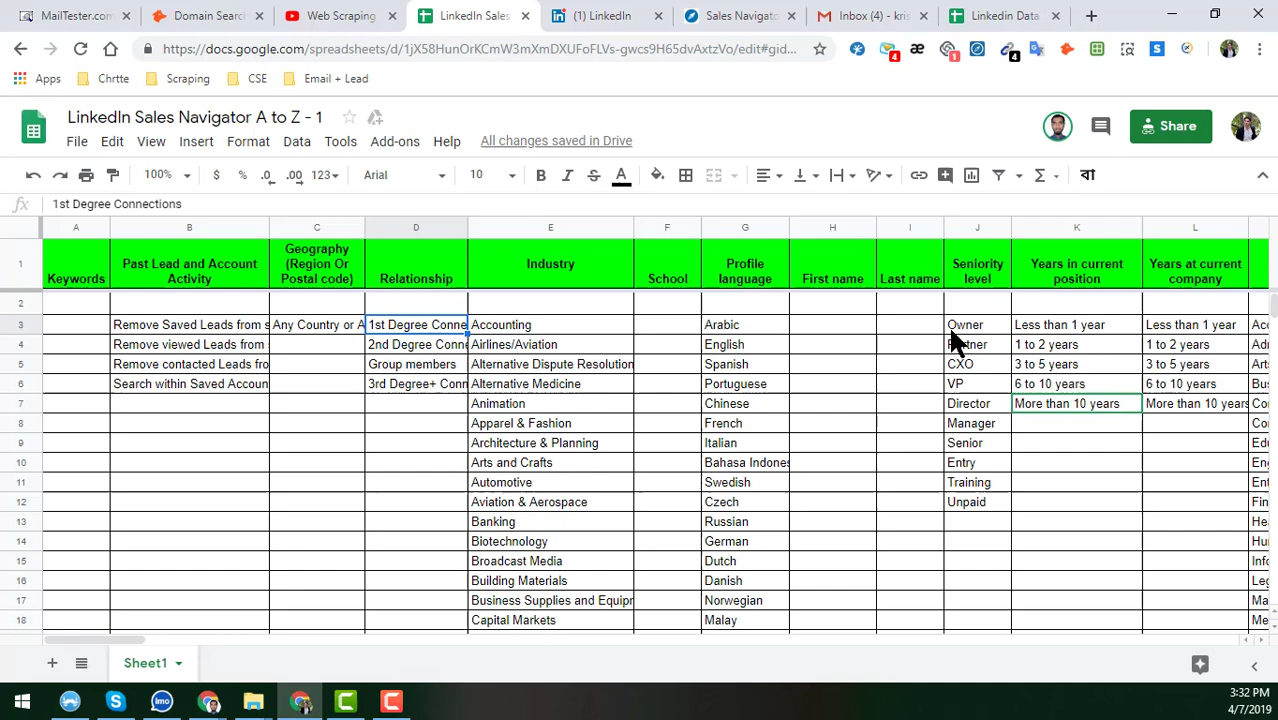 MailTester.com
Domain Search
Web Scraping
LinkedIn Sales
(1) LinkedIn
Sales Navigator
Inbox (4) - kris
Linkedin Data
https://docs.google.com/spreadsheets/d/1jX58HunOrKCmW3mXmDXUFoFLVs-gwcs9H65dvAxtzVo/edit#gid...
4
1
4
Apps
Chrtte
Scraping
CSE
Email + Lead
LinkedIn Sales Navigator A to Z - 1
Share
File Edit View Insert Format Data Tools Add-ons Help All changes saved in Drive
100% $ % .0 .00 123 Arial 10 B I S A বা
fx 1st Degree Connections
A B C D E F G H I J K L
1 Keywords Past Lead and Account Activity Geography (Region Or Postal code) Relationship Industry School Profile language First name Last name Seniority level Years in current position Years at current company
2
3 Remove Saved Leads from s Any Country or A 1st Degree Conne Accounting Arabic Owner Less than 1 year Less than 1 year Acc
4 Remove viewed Leads from 2nd Degree Conne Airlines/Aviation English 1 to 2 years 1 to 2 years Adr
5 Remove contacted Leads fro Group members Alternative Dispute Resolution Spanish CXO 3 to 5 years 3 to 5 years Arts
6 Search within Saved Accoun 3rd Degree+ Conn Alternative Medicine Portuguese VP 6 to 10 years 6 to 10 years Bus
7 Animation Chinese Director More than 10 years More than 10 years Cor
8 Apparel & Fashion French Manager Cor
9 Architecture & Planning Italian Senior Edu
10 Arts and Crafts Bahasa Indones Entry Eng
11 Automotive Swedish Training Ent
12 Aviation & Aerospace Czech Unpaid Fin
13 Banking Russian Hea
14 Biotechnology German Hur
15 Broadcast Media Dutch Info
16 Building Materials Danish Leg
17 Business Supplies and Equipr Norwegian Ma
18 Capital Markets Malay Me
Sheet1
3:32 PM
4/7/2019